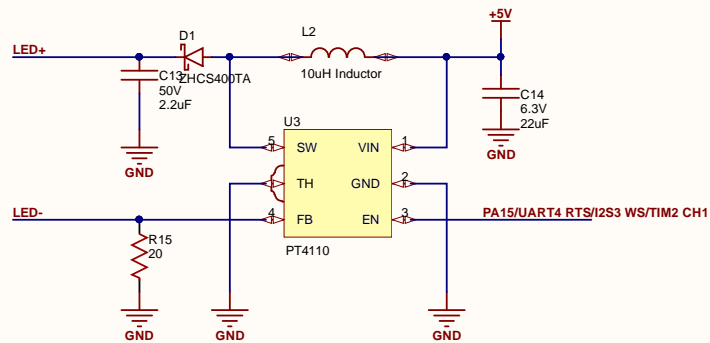 +5V
D1
L2
LED+
C13
ZHCS400TA
10uH Inductor
50V
2.2uF
C14
6.3V
22uF
U3
GND
GND
5
SW
VIN
1
TH
GND
2
LED-
4
FB
EN
3
PA15/UART4 RTS/I2S3 WS/TIM2 CH1
R15
20
PT4110
GND
GND
GND